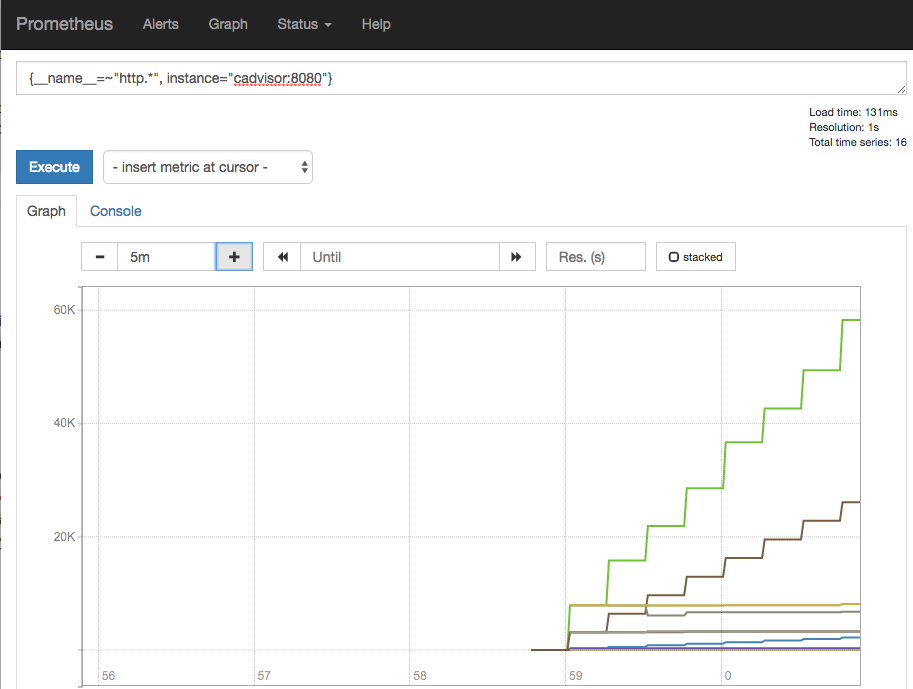 Prometheus Alerts Graph Status Help
{__name__=~"http.*", instance="cadvisor:8080"}
Load time: 131ms
Resolution: 1s
Total time series: 16
Execute - insert metric at cursor -
Graph Console
5m Until Res. (s) stacked
60K
40K
20K
56 57 58 59 0